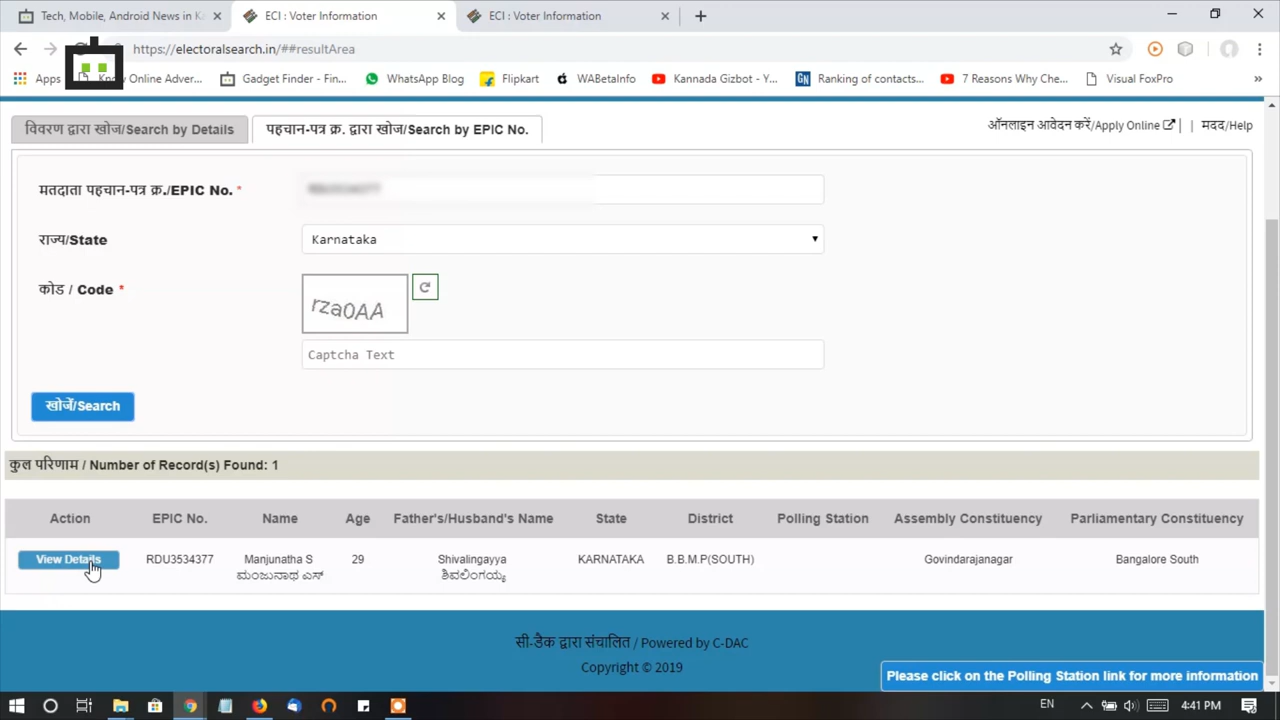 Tech, Mobile, Android News in Ka
ECI : Voter Information
ECI : Voter Information
https://electoralsearch.in/##resultArea
Apps
Online Adver...
Gadget Finder - Fin...
WhatsApp Blog
Flipkart
WABetaInfo
Kannada Gizbot - Y...
GN Ranking of contacts...
7 Reasons Why Che...
Visual FoxPro
»
विवरण द्वारा खोज/Search by Details
पहचान-पत्र क्र. द्वारा खोज/Search by EPIC No.
ऑनलाइन आवेदन करें/Apply Online | | मदद/Help
मतदाता पहचान-पत्र क्र./EPIC No. *
राज्य/State
Karnataka
कोड / Code *
rza0AA
Captcha Text
खोजें/Search
कुल परिणाम / Number of Record(s) Found: 1
Action EPIC No. Name Age Father's/Husband's Name State District Polling Station Assembly Constituency Parliamentary Constituency
View Details RDU3534377 Manjunatha S 29 Shivalingayya KARNATAKA B.B.M.P(SOUTH) Govindarajanagar Bangalore South
ಮಂಜುನಾಥ ಎಸ್ ಶಿವಲಿಂಗಯ್ಯ
सी-डैक द्वारा संचालित / Powered by C-DAC
Copyright © 2019
Please click on the Polling Station link for more information
EN
4:41 PM